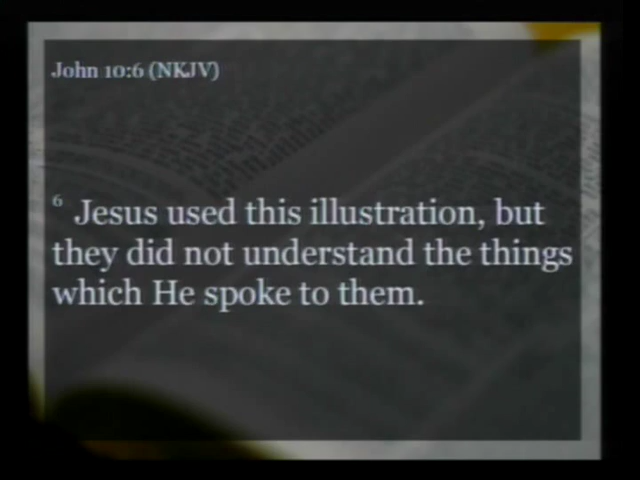 John 10:6 (NKJV)
6 Jesus used this illustration, but
they did not understand the things
which He spoke to them.